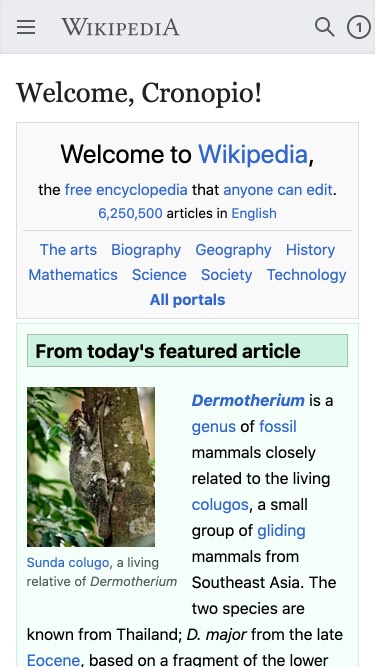 WIKIPEDIA
1
Welcome, Cronopio!
Welcome to Wikipedia,
the free encyclopedia that anyone can edit.
6,250,500 articles in English
The arts Biography Geography History
Mathematics Science Society Technology
All portals
From today's featured article
Dermotherium is a
genus of fossil
mammals closely
related to the living
colugos, a small
group of gliding
mammals from
Southeast Asia. The
two species are
Sunda colugo, a living
relative of Dermotherium
known from Thailand; D. major from the late
Eocene, based on a fragment of the lower